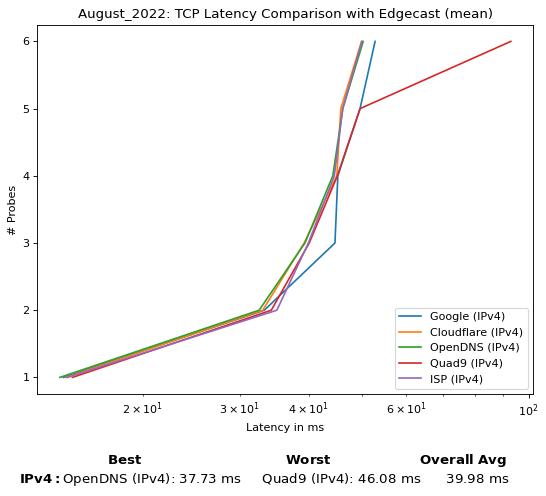 August_2022: TCP Latency Comparison with Edgecast (mean)
6
5
4
3
2
1
# Probes
Google (IPv4)
Cloudflare (IPv4)
OpenDNS (IPv4)
Quad9 (IPv4)
ISP (IPv4)
2 × 10¹ 3 × 10¹ 4 × 10¹ 6 × 10¹ 10²
Latency in ms
Best Worst Overall Avg
IPv4: OpenDNS (IPv4): 37.73 ms Quad9 (IPv4): 46.08 ms 39.98 ms